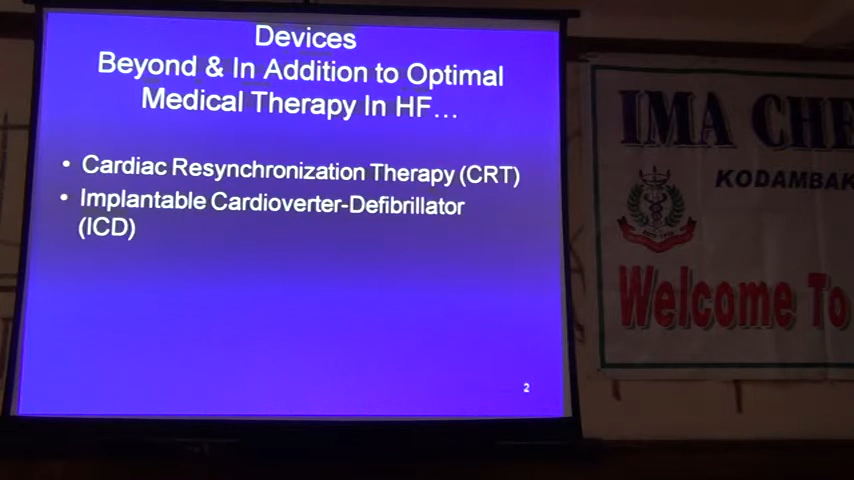 Devices
Beyond & In Addition to Optimal
Medical Therapy In HF...
• Cardiac Resynchronization Therapy (CRT)
• Implantable Cardioverter-Defibrillator
(ICD)
2
IMA CHE
KODAMBAK
Welcome To